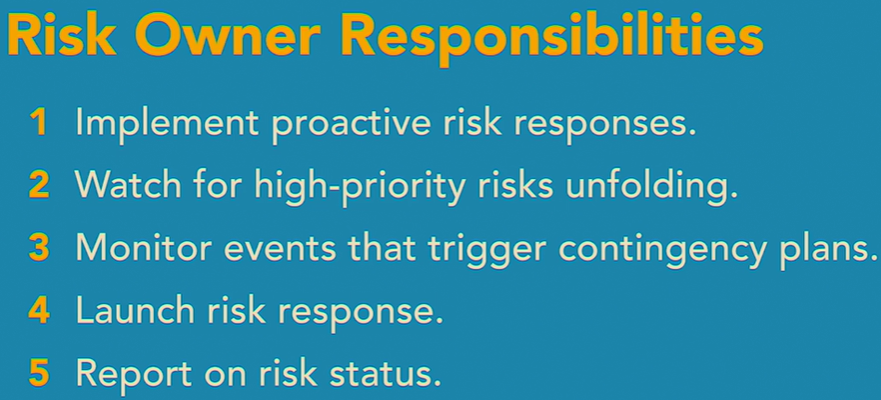 Risk Owner Responsibilities
1 Implement proactive risk responses.
2 Watch for high-priority risks unfolding.
3 Monitor events that trigger contingency plans.
4 Launch risk response.
5 Report on risk status.